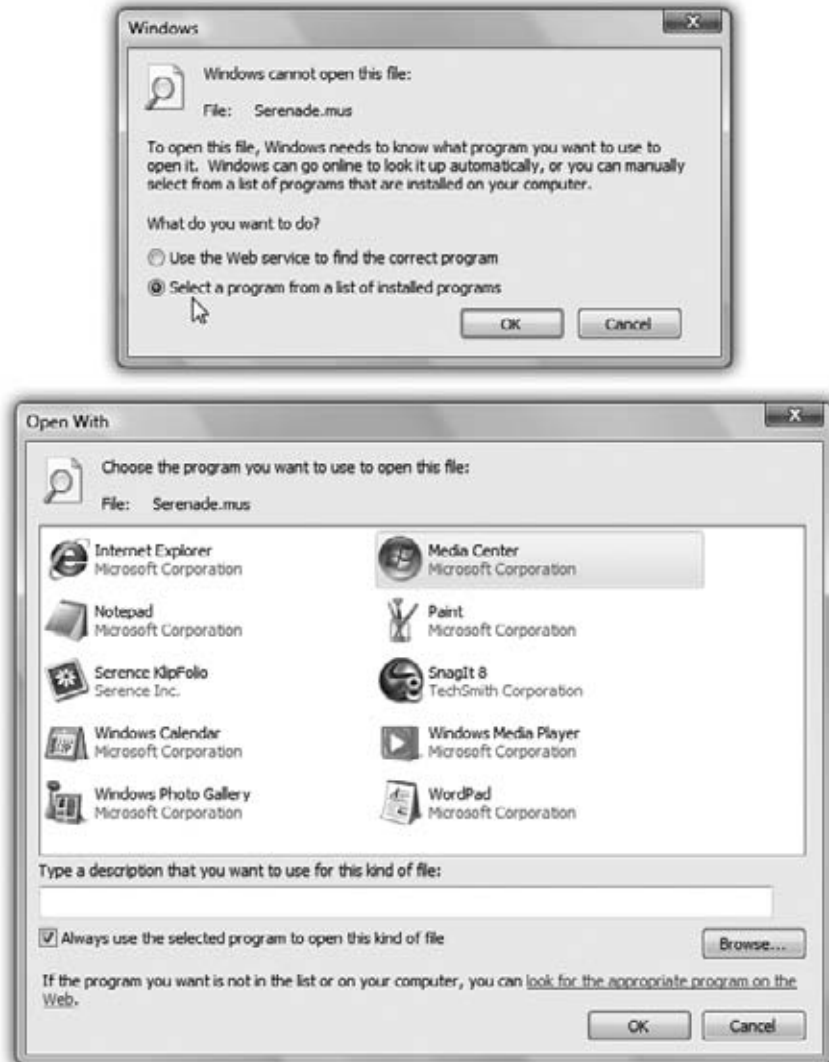 Windows
Windows cannot open this file:
File: Serenade.mus
To open this file, Windows needs to know what program you want to use to
open it. Windows can go online to look it up automatically, or you can manually
select from a list of programs that are installed on your computer.
What do you want to do?
Use the Web service to find the correct program
Select a program from a list of installed programs
OK Cancel
Open With
Choose the program you want to use to open this file:
File: Serenade.mus
Internet Explorer
Microsoft Corporation
Media Center
Microsoft Corporation
Notepad
Microsoft Corporation
Paint
Microsoft Corporation
Serence KlipFolio
Serence Inc.
SnagIt 8
TechSmith Corporation
Windows Calendar
Microsoft Corporation
Windows Media Player
Microsoft Corporation
Windows Photo Gallery
Microsoft Corporation
WordPad
Microsoft Corporation
Type a description that you want to use for this kind of file:
Always use the selected program to open this kind of file
Browse...
If the program you want is not in the list or on your computer, you can look for the appropriate program on the
Web.
OK Cancel